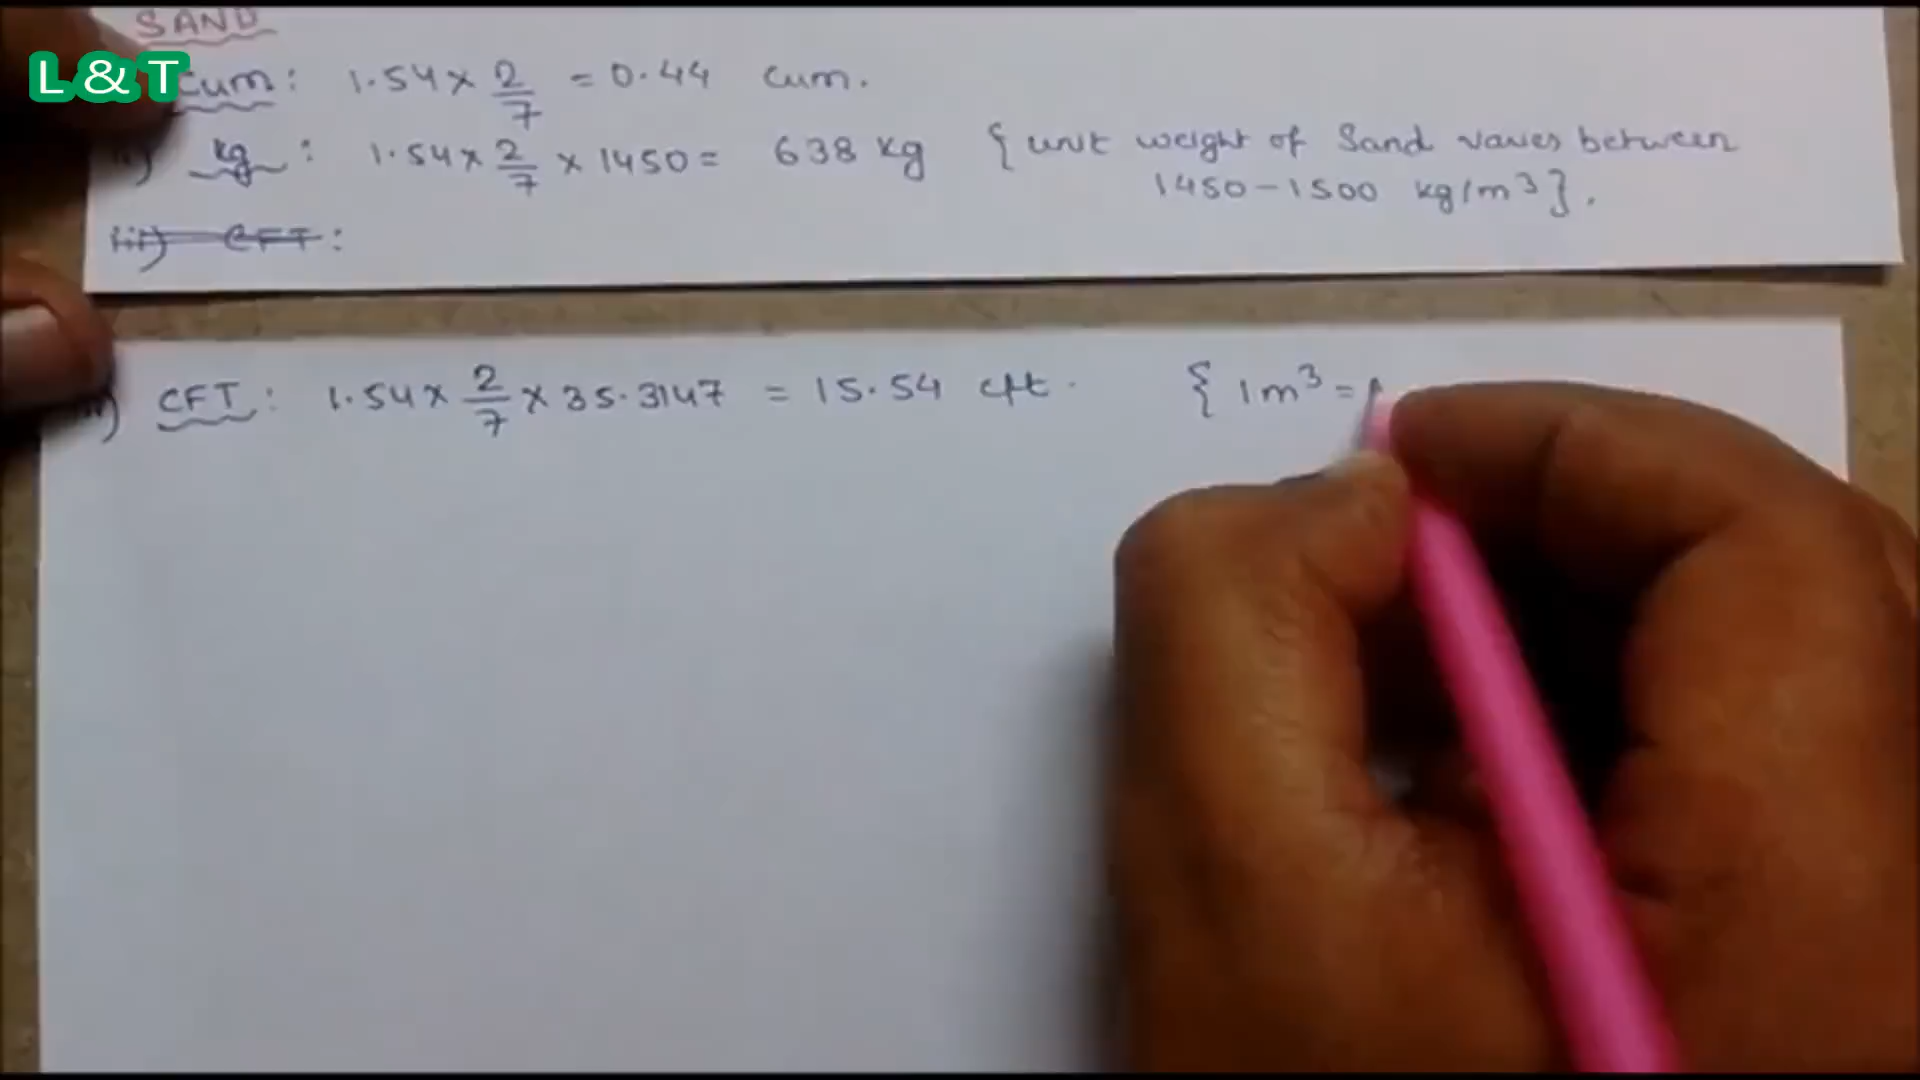 SAND
L&T
Cum: 1.54 x 2/7 = 0.44 cum.
ii) kg: 1.54 x 2/7 x 1450 = 638 kg { unit weight of Sand varies between
1450-1500 kg/m³}.
iii) CFT:
CFT: 1.54 x 2/7 x 35.3147 = 15.54 cft. { 1m³ =